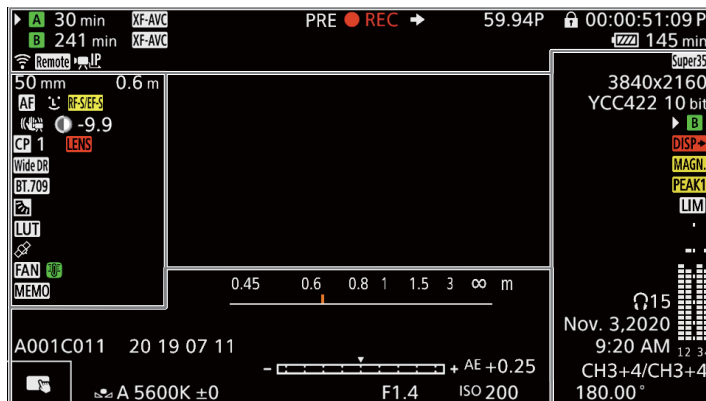 A 30 min XF-AVC PRE REC 59.94P 00:00:51:09 P
B 241 min XF-AVC 145 min
Remote IP Super35
50 mm 0.6 m 3840x2160
AF L RF-S/EF-S YCC422 10 bit
-9.9 B
CP 1 LENS DISP
Wide DR MAGN.
BT.709 PEAK1
LIM
LUT
FAN
MEMO
0.45 0.6 0.8 1 1.5 3 ∞ m
15
Nov. 3,2020
A001C011 20 19 07 11 9:20 AM 12 34
- + AE +0.25 CH3+4/CH3+4
A 5600K ±0 F1.4 ISO 200 180.00°